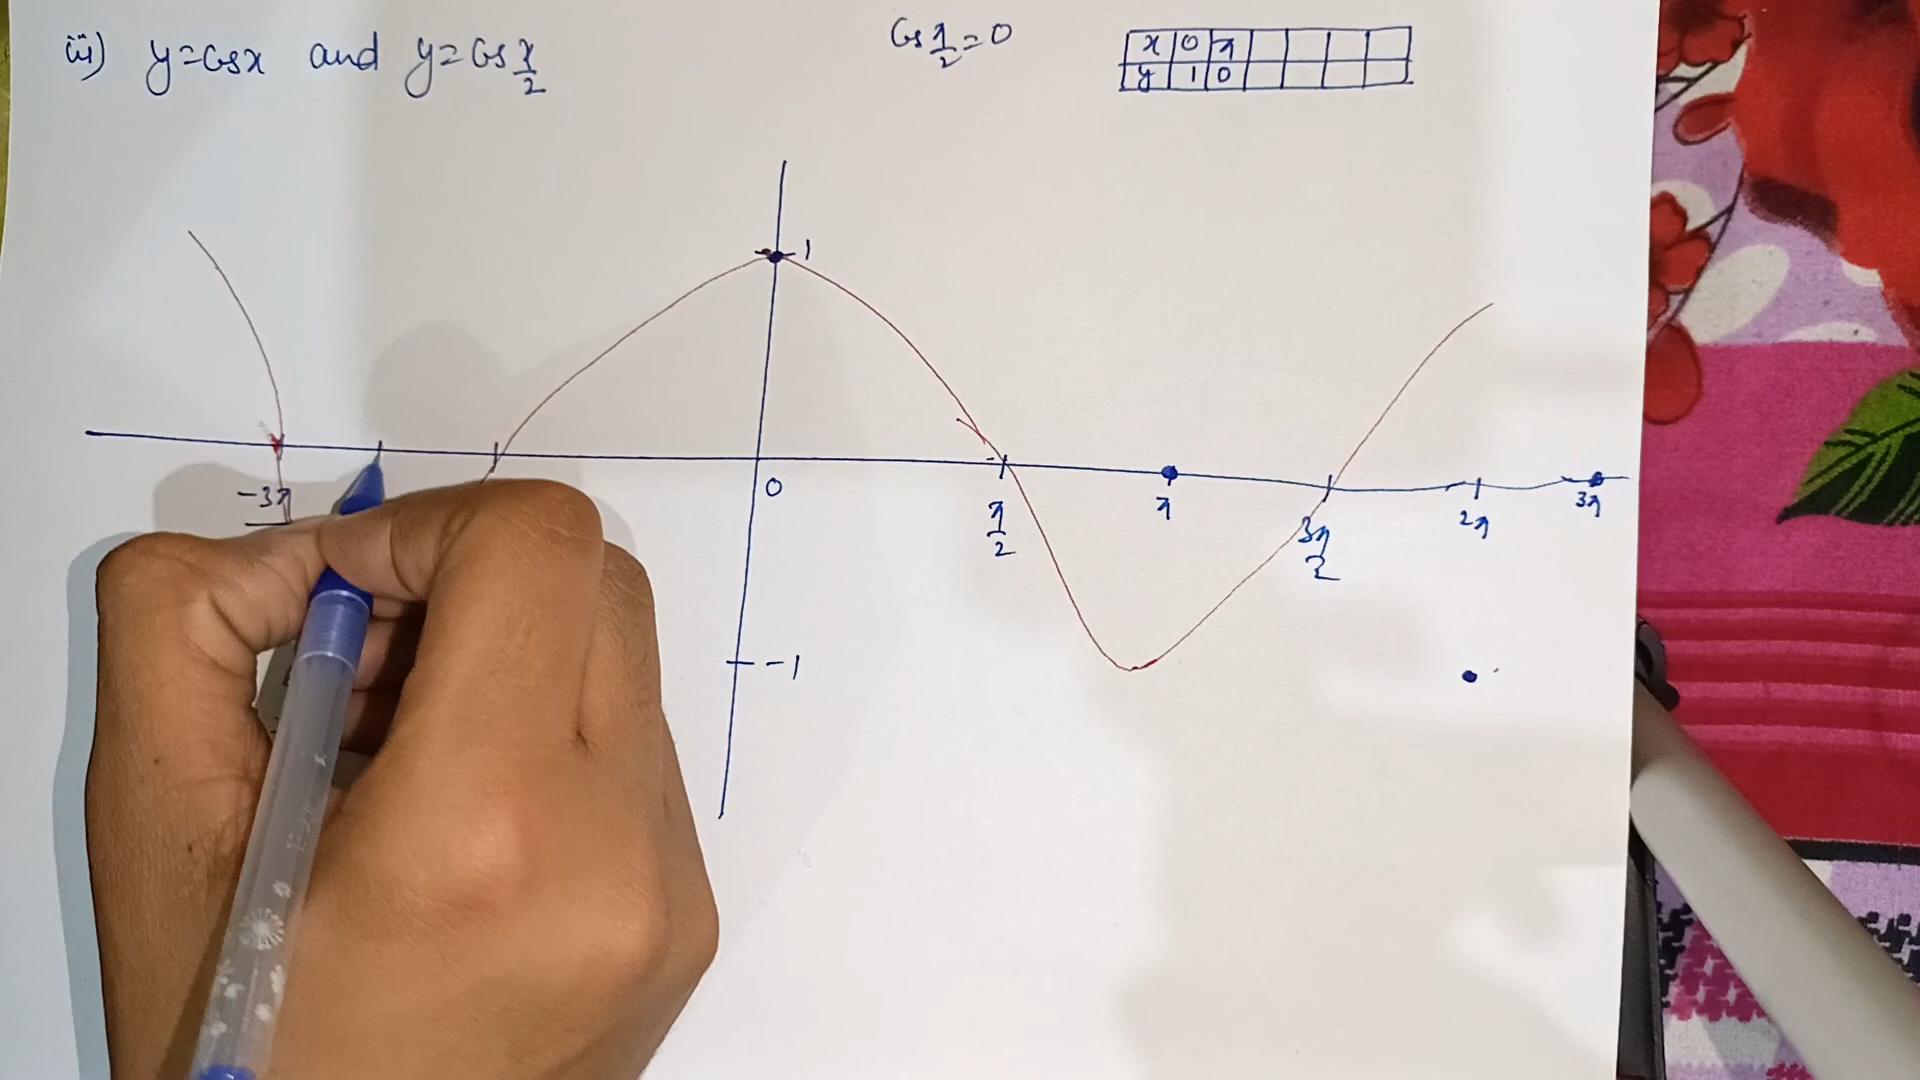 iii) y=Cosx and y=Cos x/2
Cos π/2=0
x 0 π
y 1 0
1
-3π
0
π/2
π
3π/2
2π
3π
-1